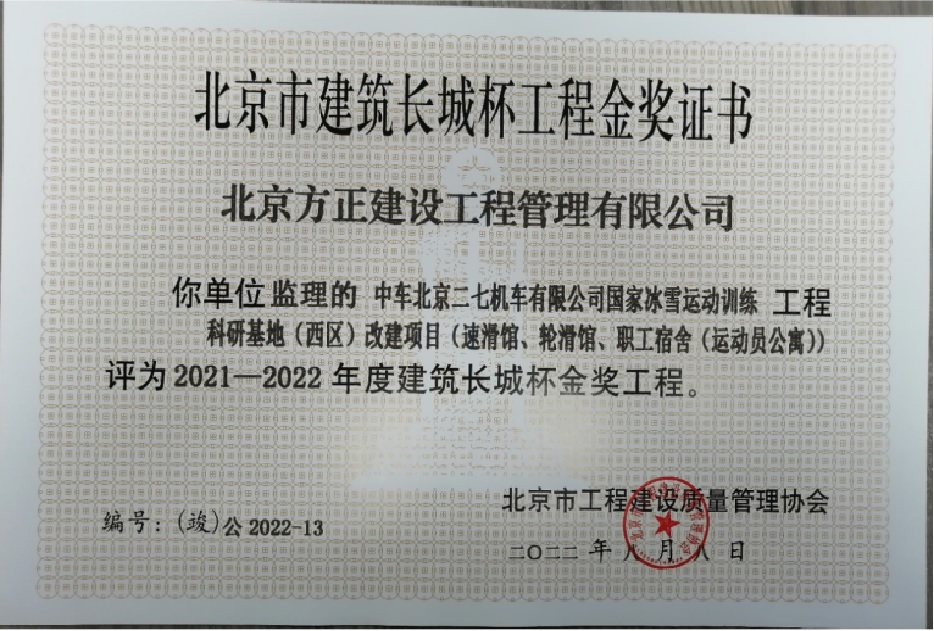 北京市建筑长城杯工程金奖证书
北京方正建设工程管理有限公司
你单位监理的 中车北京二七机车有限公司国家冰雪运动训练 工程
科研基地（西区）改建项目（速滑馆、轮滑馆、职工宿舍（运动员公寓））
评为2021—2022年度建筑长城杯金奖工程。
北京市工程建设质量管理协会
编号：（竣）公2022-13
二〇二二年八月八日